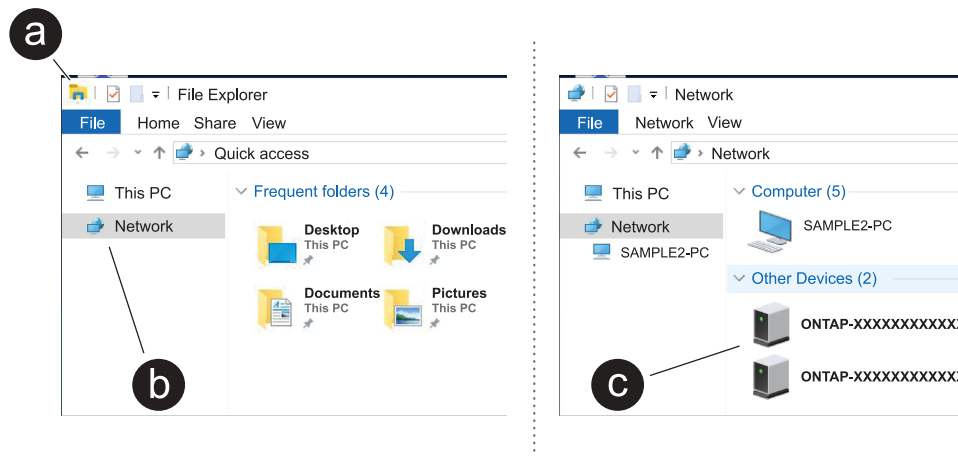 a
File Explorer
File Home Share View
Quick access
This PC
Network
Frequent folders (4)
Desktop
This PC
Downloads
This PC
Documents
This PC
Pictures
This PC
b
Network
File Network View
Network
This PC
Network
SAMPLE2-PC
Computer (5)
SAMPLE2-PC
Other Devices (2)
ONTAP-XXXXXXXXXXX
ONTAP-XXXXXXXXXXX
c